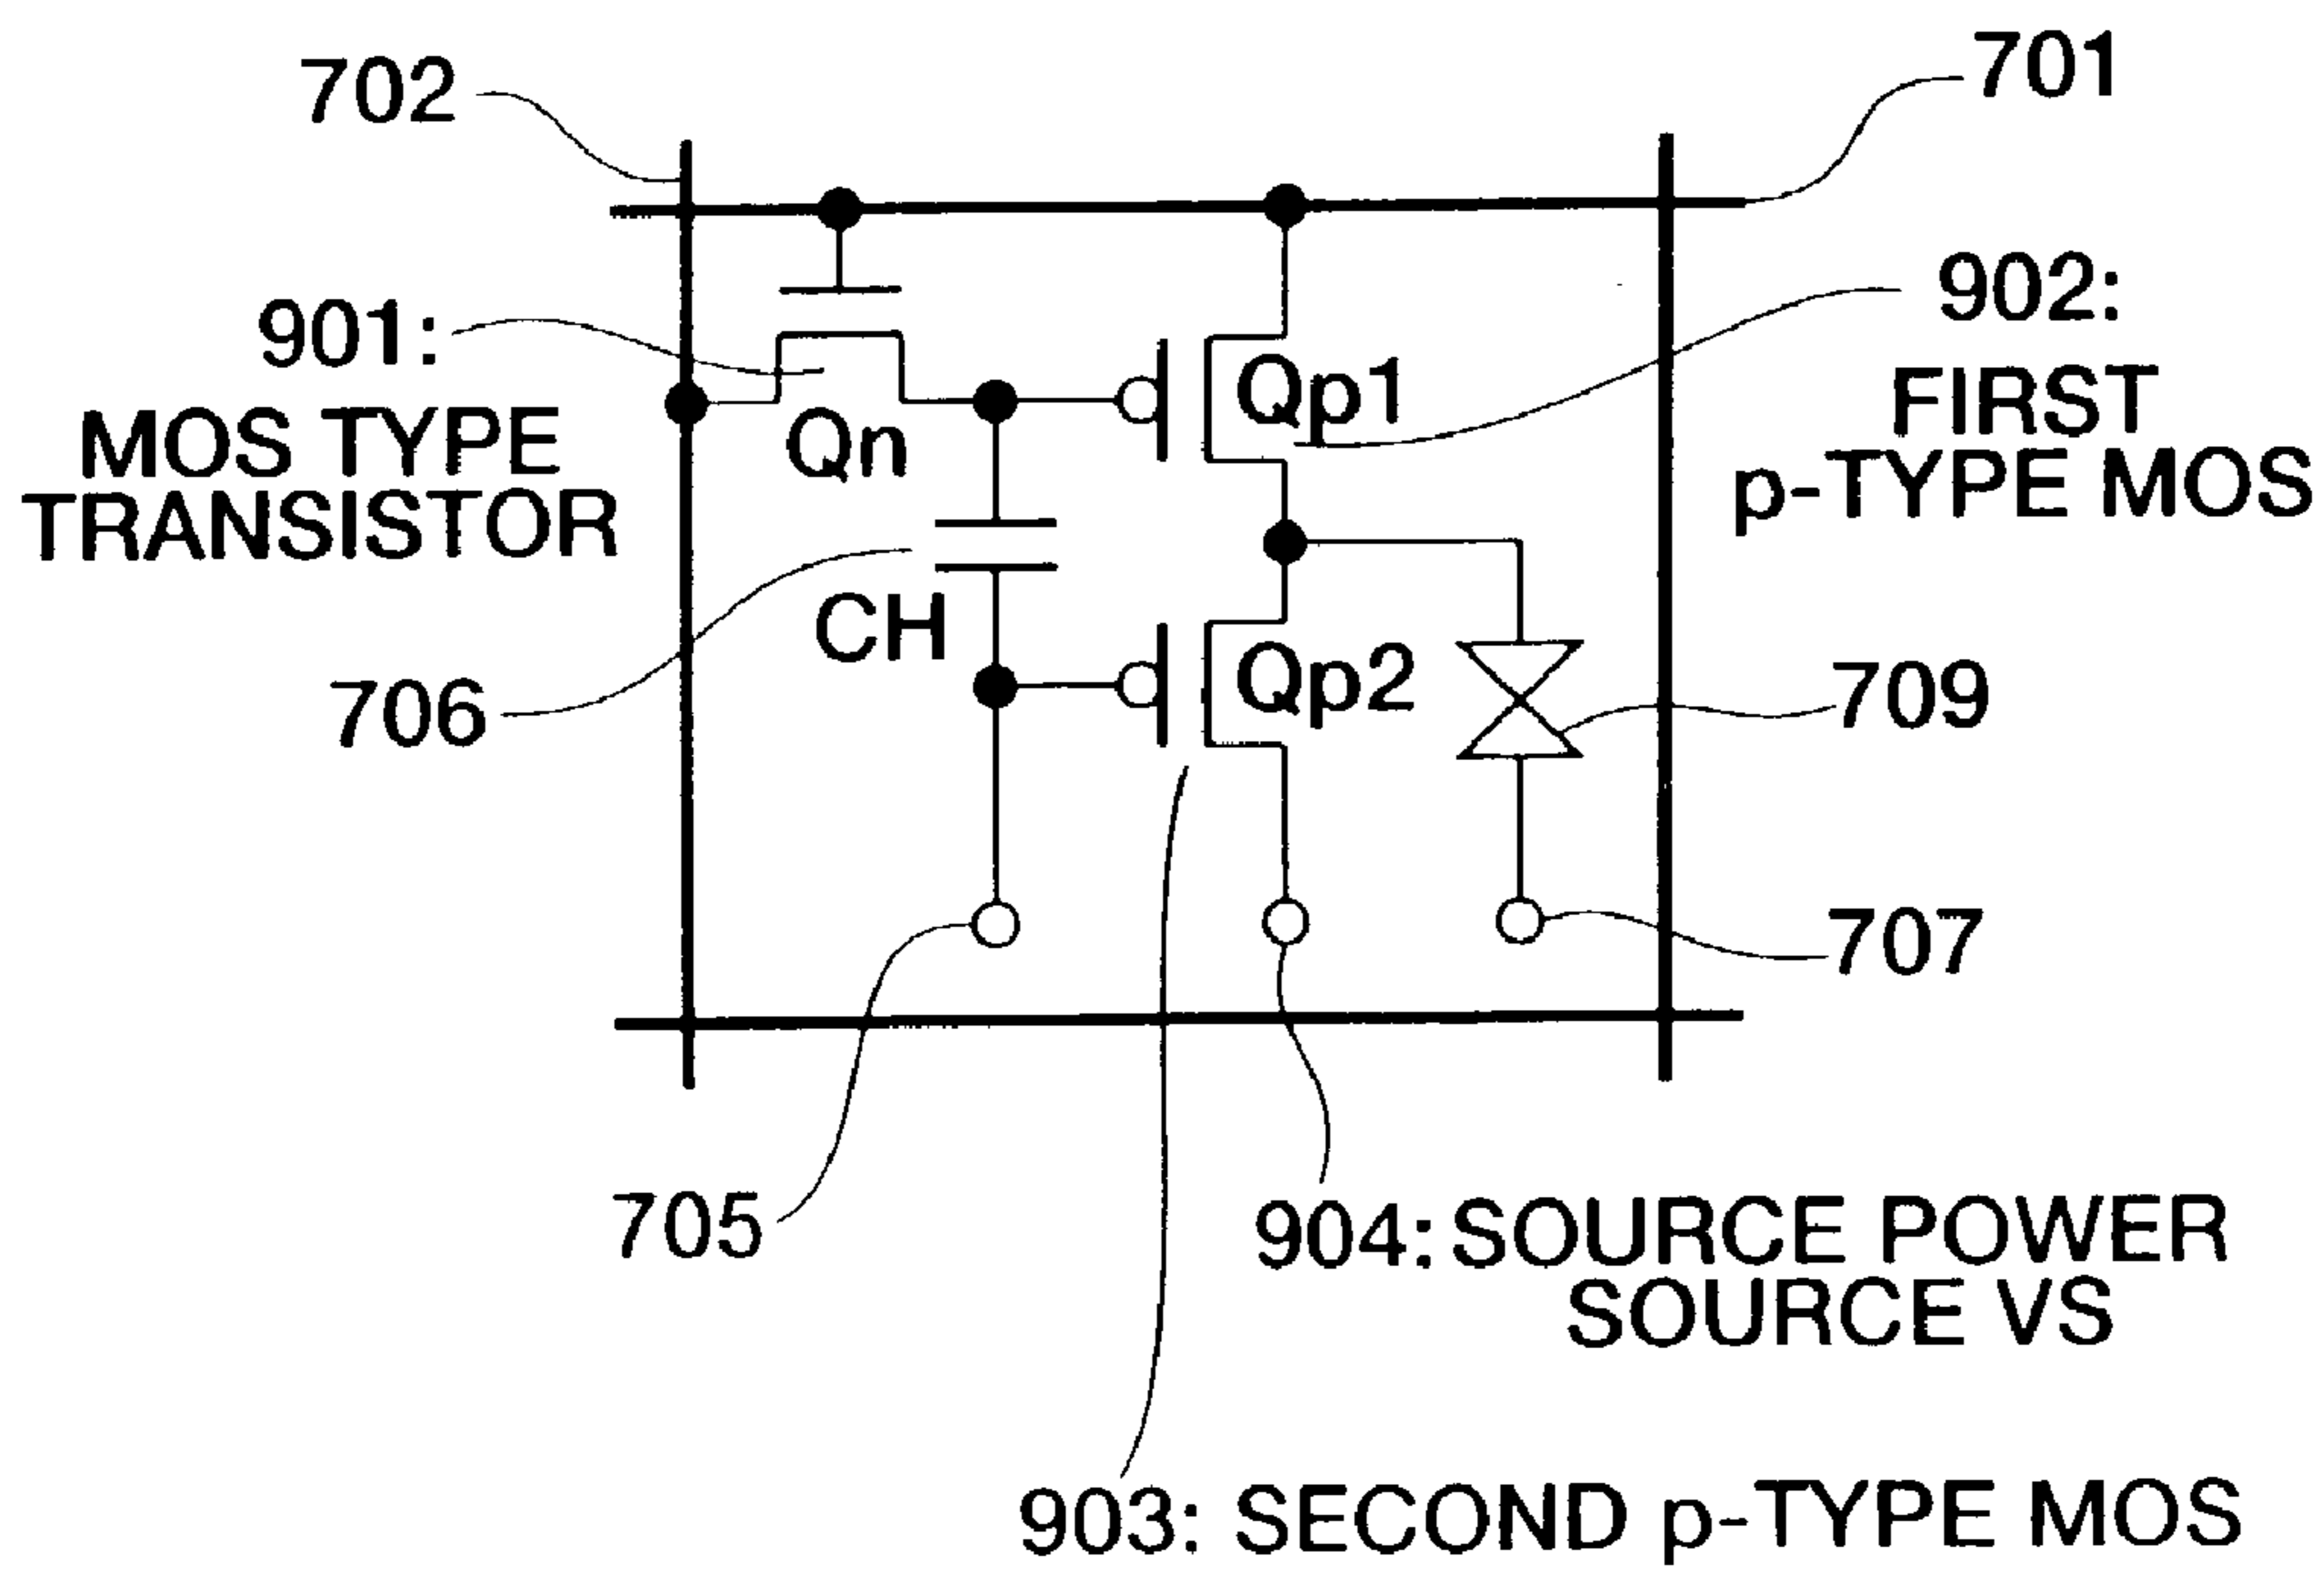 702
701
901:
MOS TYPE
TRANSISTOR
902:
FIRST
p-TYPE MOS
Qn
Qp1
CH
Qp2
706
709
707
705
904: SOURCE POWER
SOURCE VS
903: SECOND p-TYPE MOS